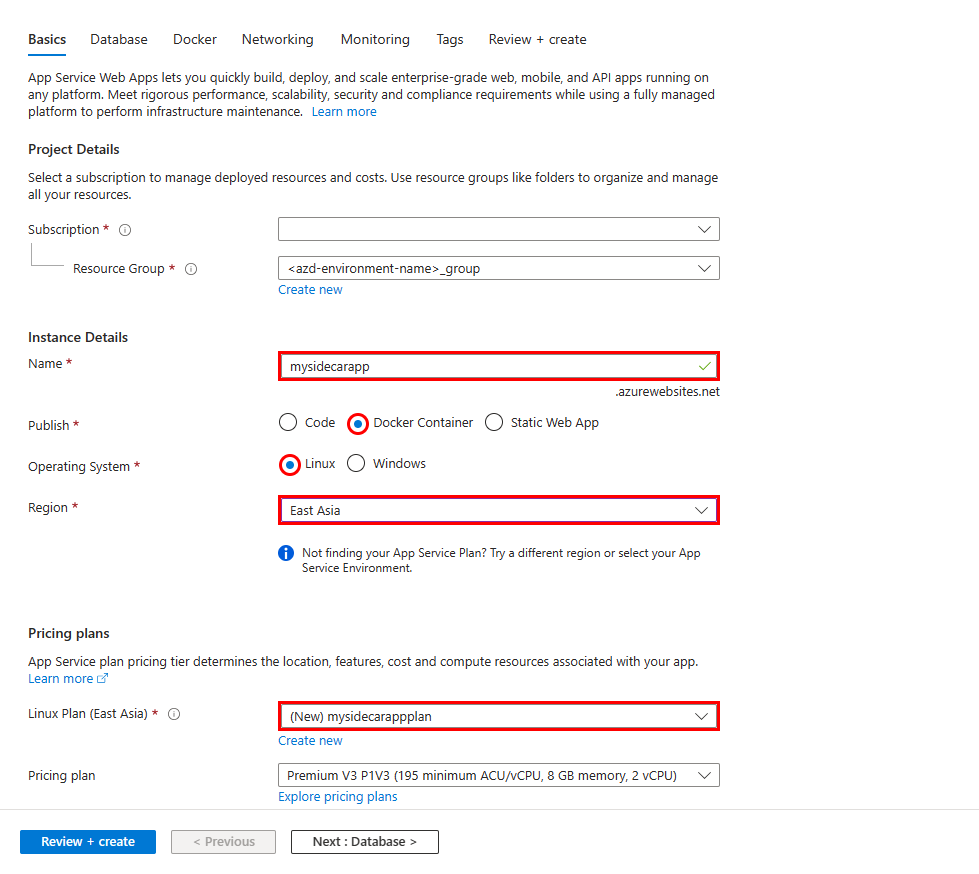 Basics Database Docker Networking Monitoring Tags Review + create
App Service Web Apps lets you quickly build, deploy, and scale enterprise-grade web, mobile, and API apps running on
any platform. Meet rigorous performance, scalability, security and compliance requirements while using a fully managed
platform to perform infrastructure maintenance. Learn more
Project Details
Select a subscription to manage deployed resources and costs. Use resource groups like folders to organize and manage
all your resources.
Subscription *
Resource Group * <azd-environment-name>_group
Create new
Instance Details
Name * mysidecarapp
.azurewebsites.net
Publish * Code Docker Container Static Web App
Operating System * Linux Windows
Region * East Asia
Not finding your App Service Plan? Try a different region or select your App
Service Environment.
Pricing plans
App Service plan pricing tier determines the location, features, cost and compute resources associated with your app.
Learn more
Linux Plan (East Asia) * (New) mysidecarappplan
Create new
Pricing plan Premium V3 P1V3 (195 minimum ACU/vCPU, 8 GB memory, 2 vCPU)
Explore pricing plans
Review + create < Previous Next : Database >